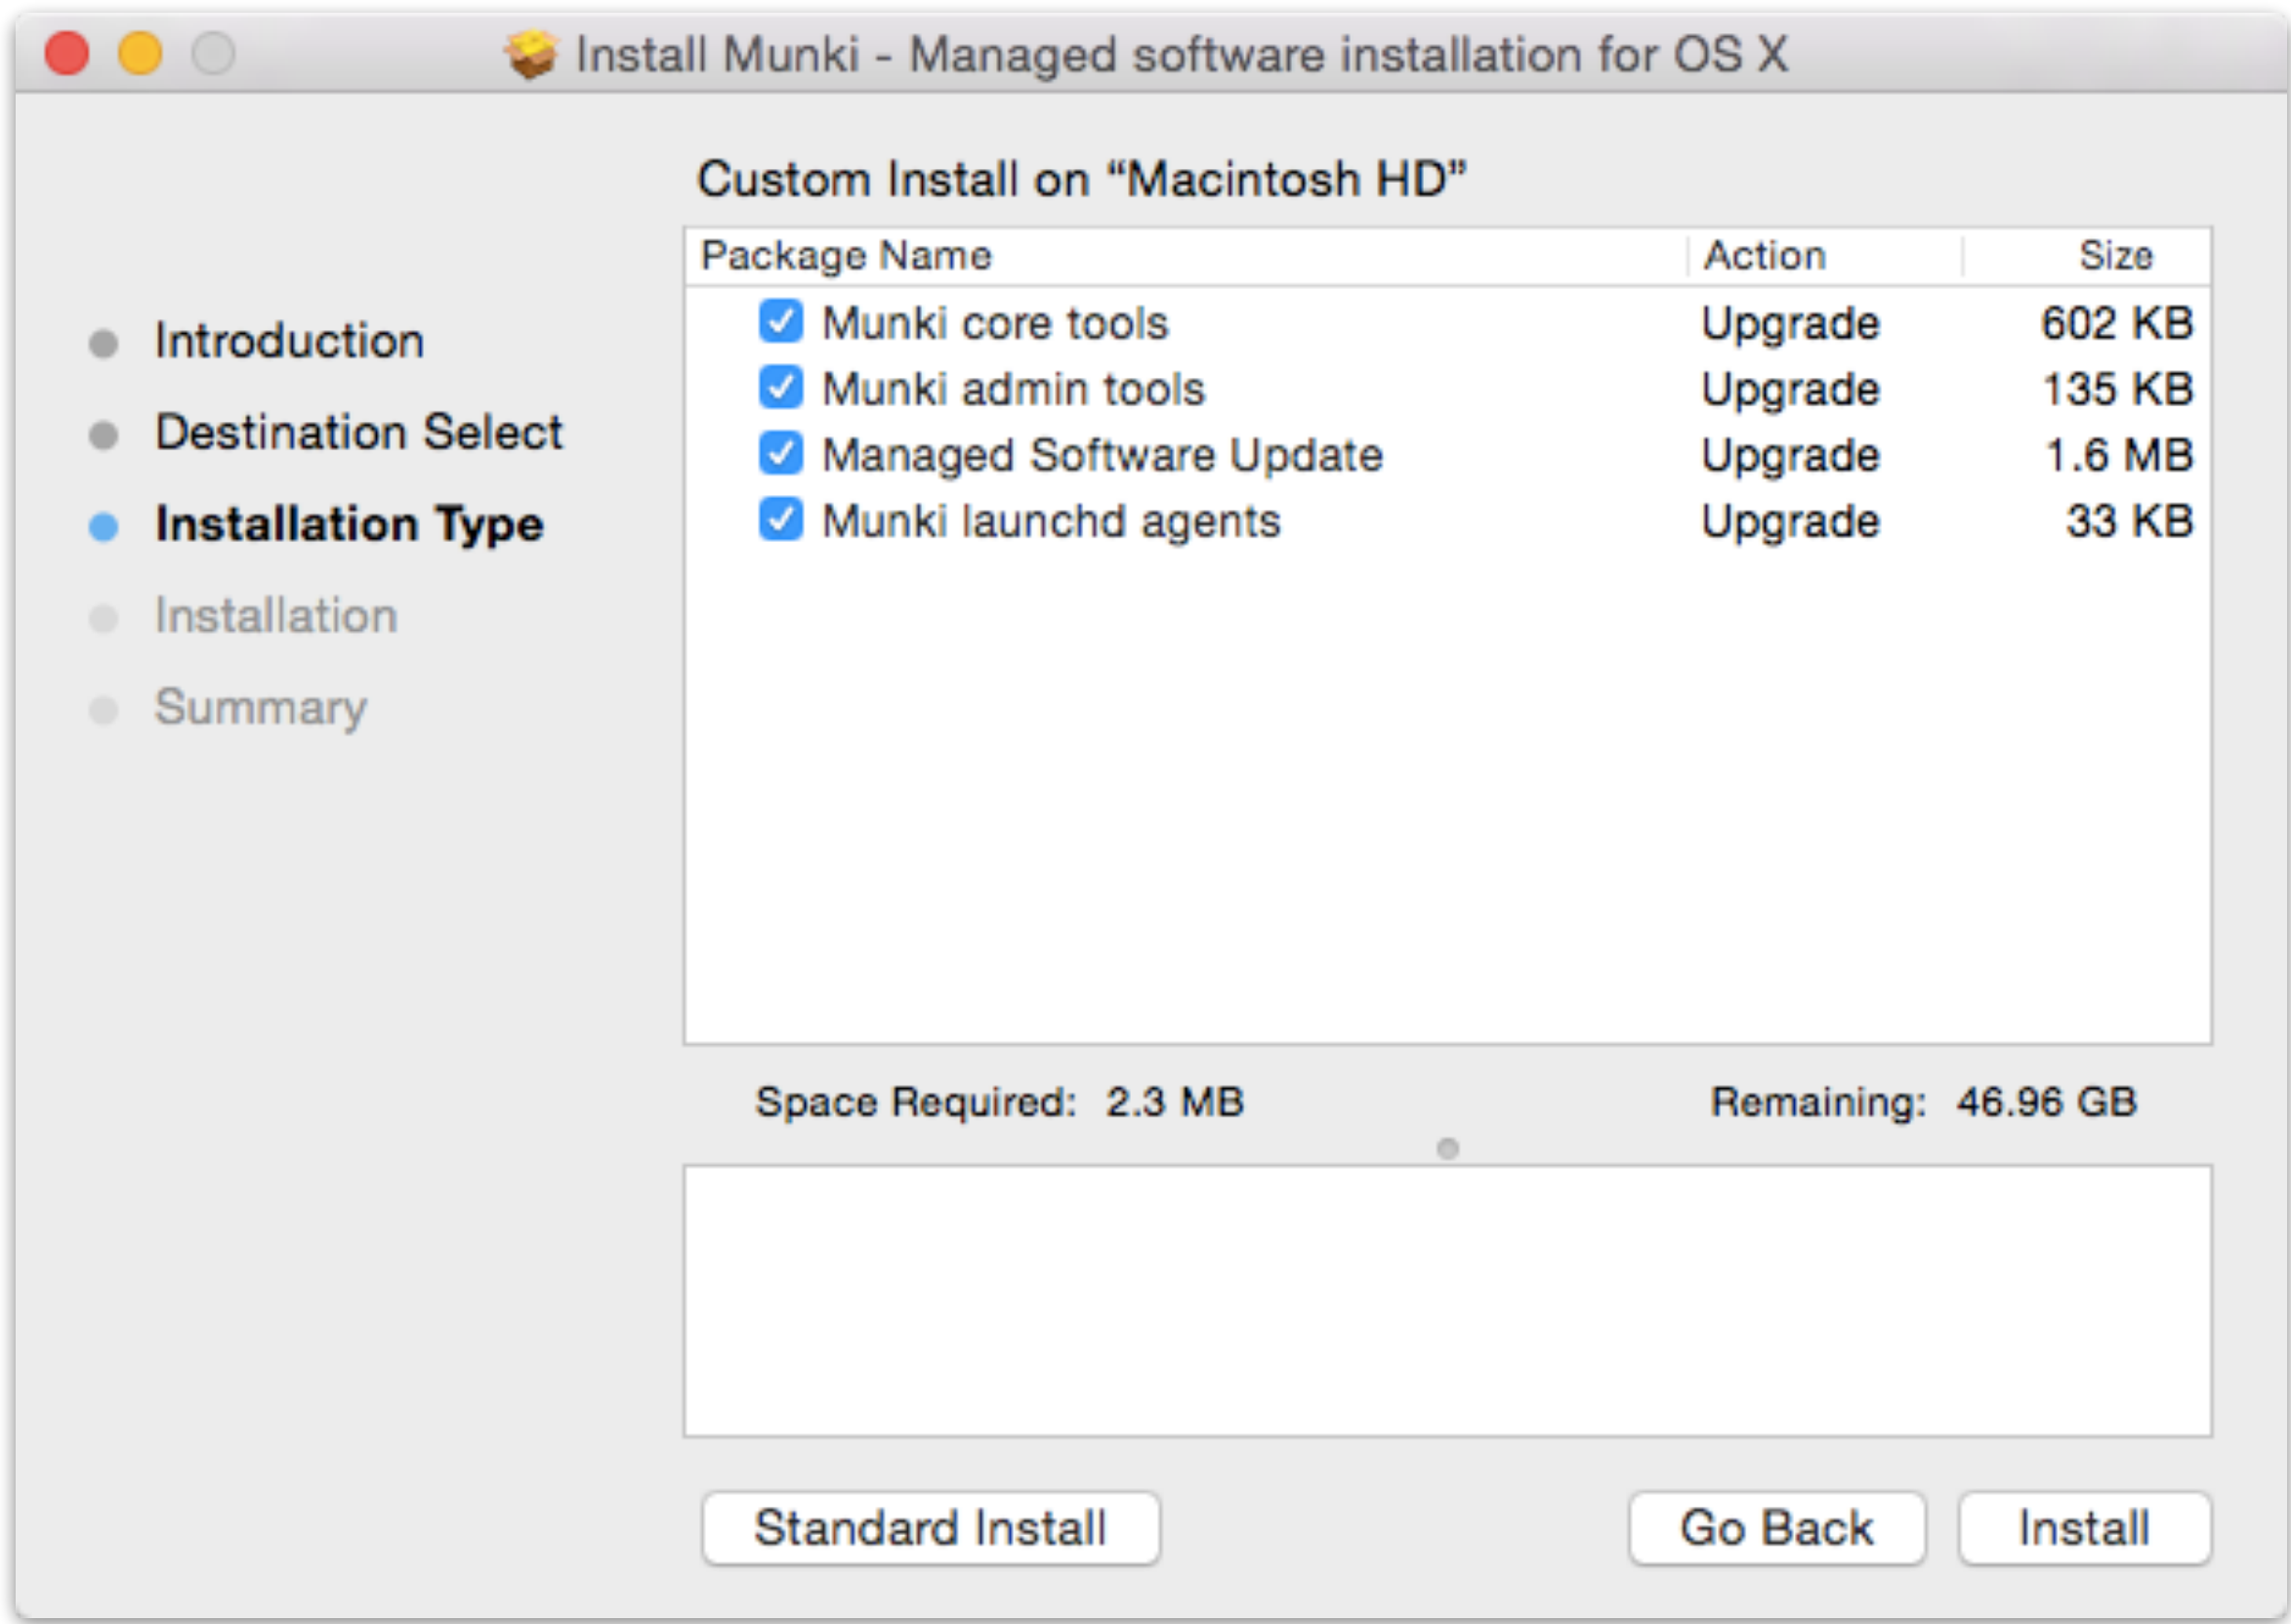 Install Munki - Managed software installation for OS X
Introduction
Destination Select
Installation Type
Installation
Summary
Custom Install on “Macintosh HD”
Package Name Action Size
Munki core tools Upgrade 602 KB
Munki admin tools Upgrade 135 KB
Managed Software Update Upgrade 1.6 MB
Munki launchd agents Upgrade 33 KB
Space Required: 2.3 MB Remaining: 46.96 GB
Standard Install Go Back Install